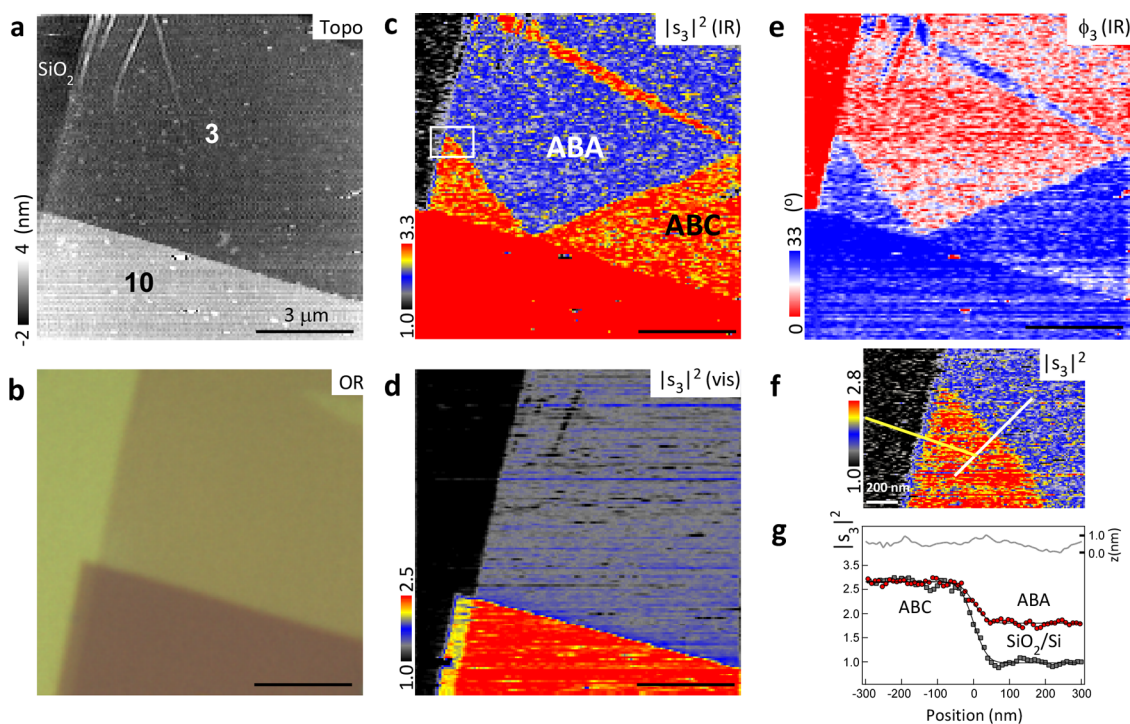 a
Topo
SiO2
3
10
3 μm
-2 4 (nm)
b
OR
c
|s3|^2 (IR)
ABA
ABC
1.0 3.3
d
|s3|^2 (vis)
1.0 2.5
e
ϕ3 (IR)
0 33 (o)
f
|s3|^2
1.0 2.8
200 nm
g
|s3|^2
3.5
2.5
2.0
1.5
1.0
1.0
0.0
z(nm)
ABC
ABA
SiO2/Si
-300 -200 -100 0 100 200 300
Position (nm)